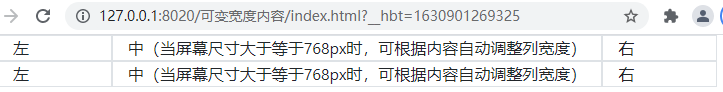 127.0.0.1:8020/可变宽度内容/index.html?__hbt=1630901269325
左 中（当屏幕尺寸大于等于768px时，可根据内容自动调整列宽度） 右
左 中（当屏幕尺寸大于等于768px时，可根据内容自动调整列宽度） 右